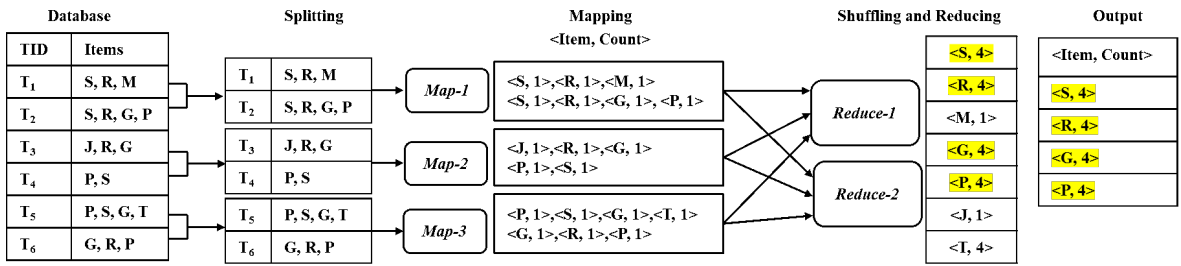 Database
TID Items
T1 S, R, M
T2 S, R, G, P
T3 J, R, G
T4 P, S
T5 P, S, G, T
T6 G, R, P
Splitting
T1 S, R, M
T2 S, R, G, P
T3 J, R, G
T4 P, S
T5 P, S, G, T
T6 G, R, P
Mapping
<Item, Count>
Map-1
<S, 1>,<R, 1>,<M, 1>
<S, 1>,<R, 1>,<G, 1>, <P, 1>
Map-2
<J, 1>,<R, 1>,<G, 1>
<P, 1>,<S, 1>
Map-3
<P, 1>,<S, 1>,<G, 1>,<T, 1>
<G, 1>,<R, 1>,<P, 1>
Shuffling and Reducing
Reduce-1
Reduce-2
<S, 4>
<R, 4>
<M, 1>
<G, 4>
<P, 4>
<J, 1>
<T, 4>
Output
<Item, Count>
<S, 4>
<R, 4>
<G, 4>
<P, 4>